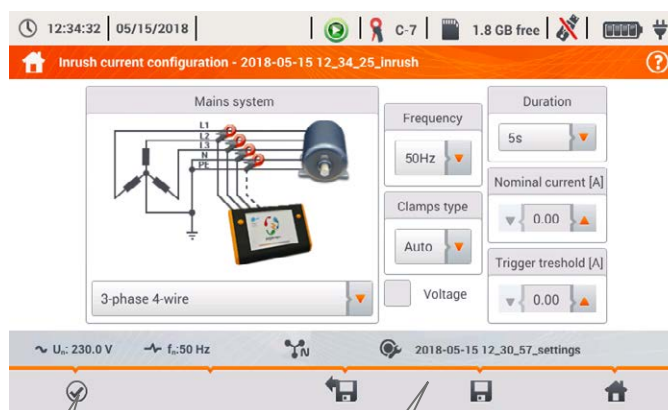 12:34:32 05/15/2018 C-7 1.8 GB free
Inrush current configuration - 2018-05-15 12_34_25_inrush ?
Mains system
L1
L2
L3
N
PE
3-phase 4-wire
Frequency
50Hz
Clamps type
Auto
Voltage
Duration
5s
Nominal current [A]
0.00
Trigger treshold [A]
0.00
Uₙ: 230.0 V fₙ:50 Hz N 2018-05-15 12_30_57_settings